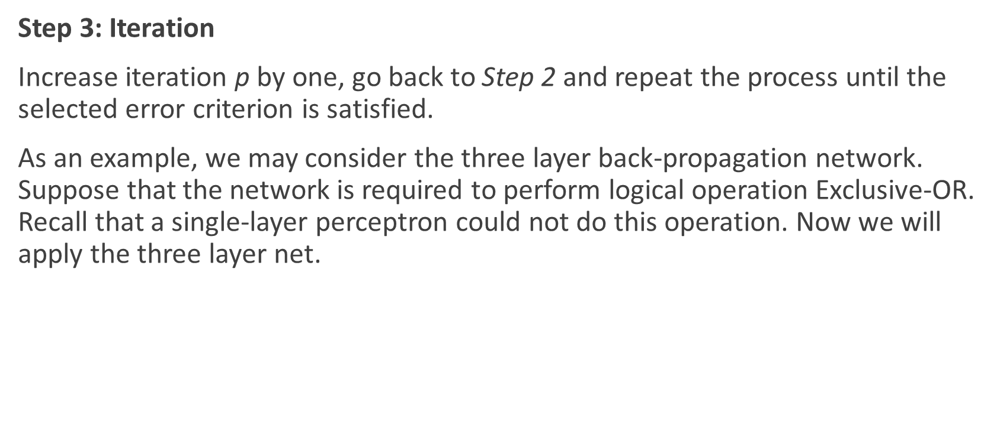 Step 3: Iteration
Increase iteration p by one, go back to Step 2 and repeat the process until the
selected error criterion is satisfied.
As an example, we may consider the three layer back-propagation network.
Suppose that the network is required to perform logical operation Exclusive-OR.
Recall that a single-layer perceptron could not do this operation. Now we will
apply the three layer net.